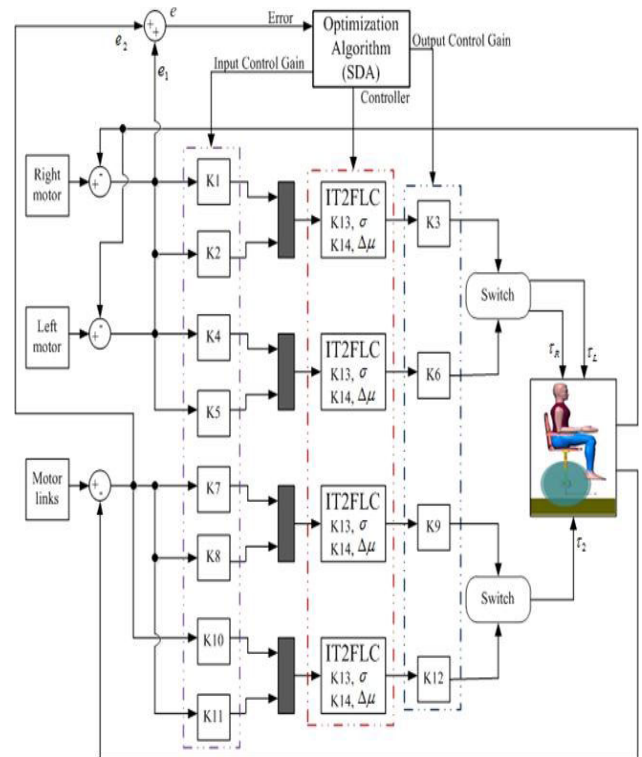 e
Error
Optimization
Algorithm
(SDA)
Output Control Gain
e₂
e₁
Input Control Gain
Controller
Right
motor
K1
K2
IT2FLC
K13, σ
K14, Δμ
K3
Switch
Left
motor
K4
K5
IT2FLC
K13, σ
K14, Δμ
K6
τ_R
τ_L
Motor
links
K7
K8
IT2FLC
K13, σ
K14, Δμ
K9
τ₂
Switch
K10
K11
IT2FLC
K13, σ
K14, Δμ
K12